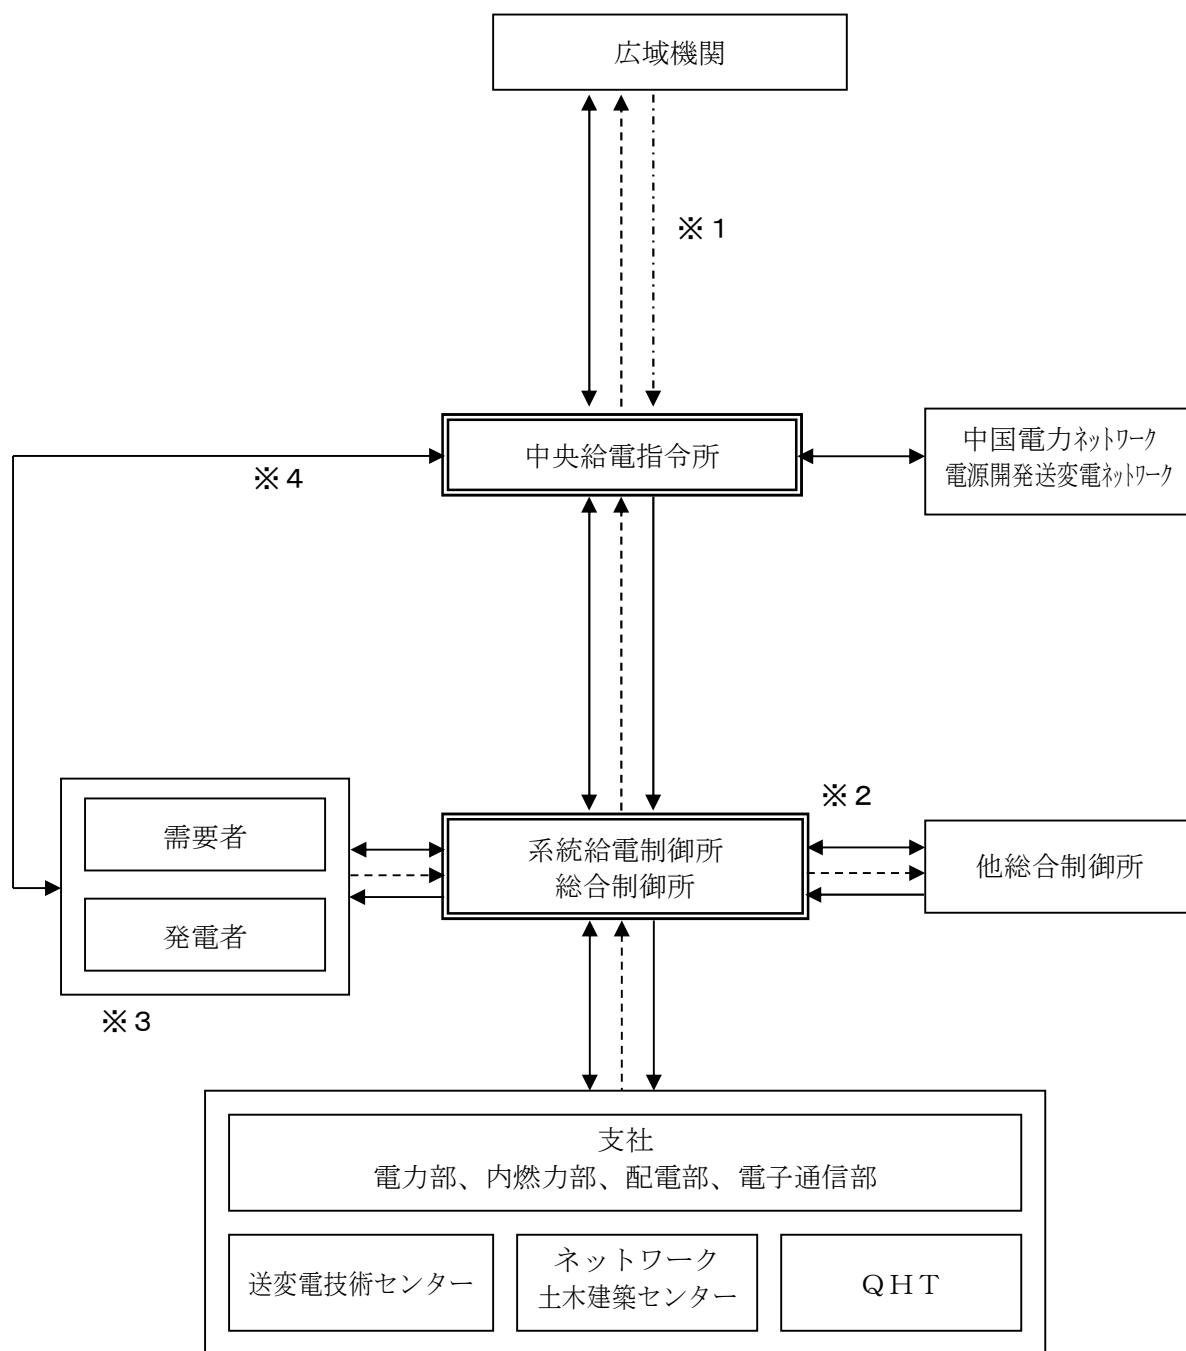 広域機関
※1
中央給電指令所
中国電力ネットワーク
電源開発送変電ネットワーク
※4
※2
需要者
発電者
※3
系統給電制御所
総合制御所
他総合制御所
支社
電力部、内燃力部、配電部、電子通信部
送変電技術センター
ネットワーク
土木建築センター
QHT